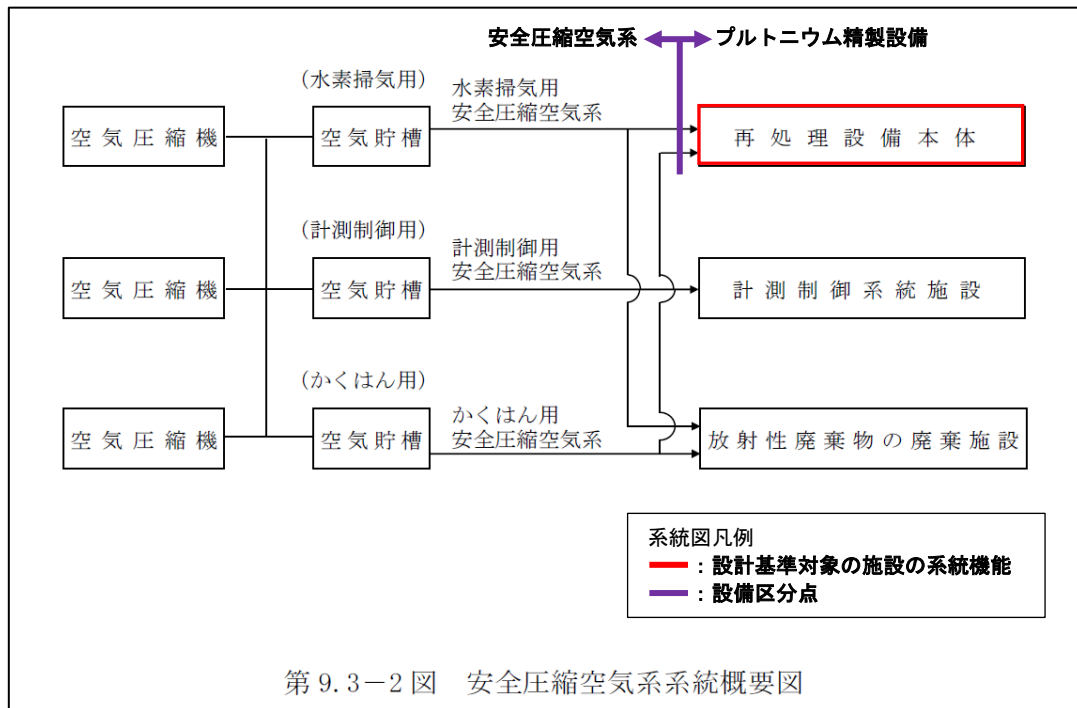 安全圧縮空気系 プルトニウム精製設備
(水素掃気用)
水素掃気用
安全圧縮空気系
空気圧縮機
空気貯槽
再処理設備本体
(計測制御用)
計測制御用
安全圧縮空気系
空気圧縮機
空気貯槽
計測制御系統施設
(かくはん用)
かくはん用
安全圧縮空気系
空気圧縮機
空気貯槽
放射性廃棄物の廃棄施設
系統図凡例
:設計基準対象の施設の系統機能
:設備区分点
第9.3-2図 安全圧縮空気系系統概要図